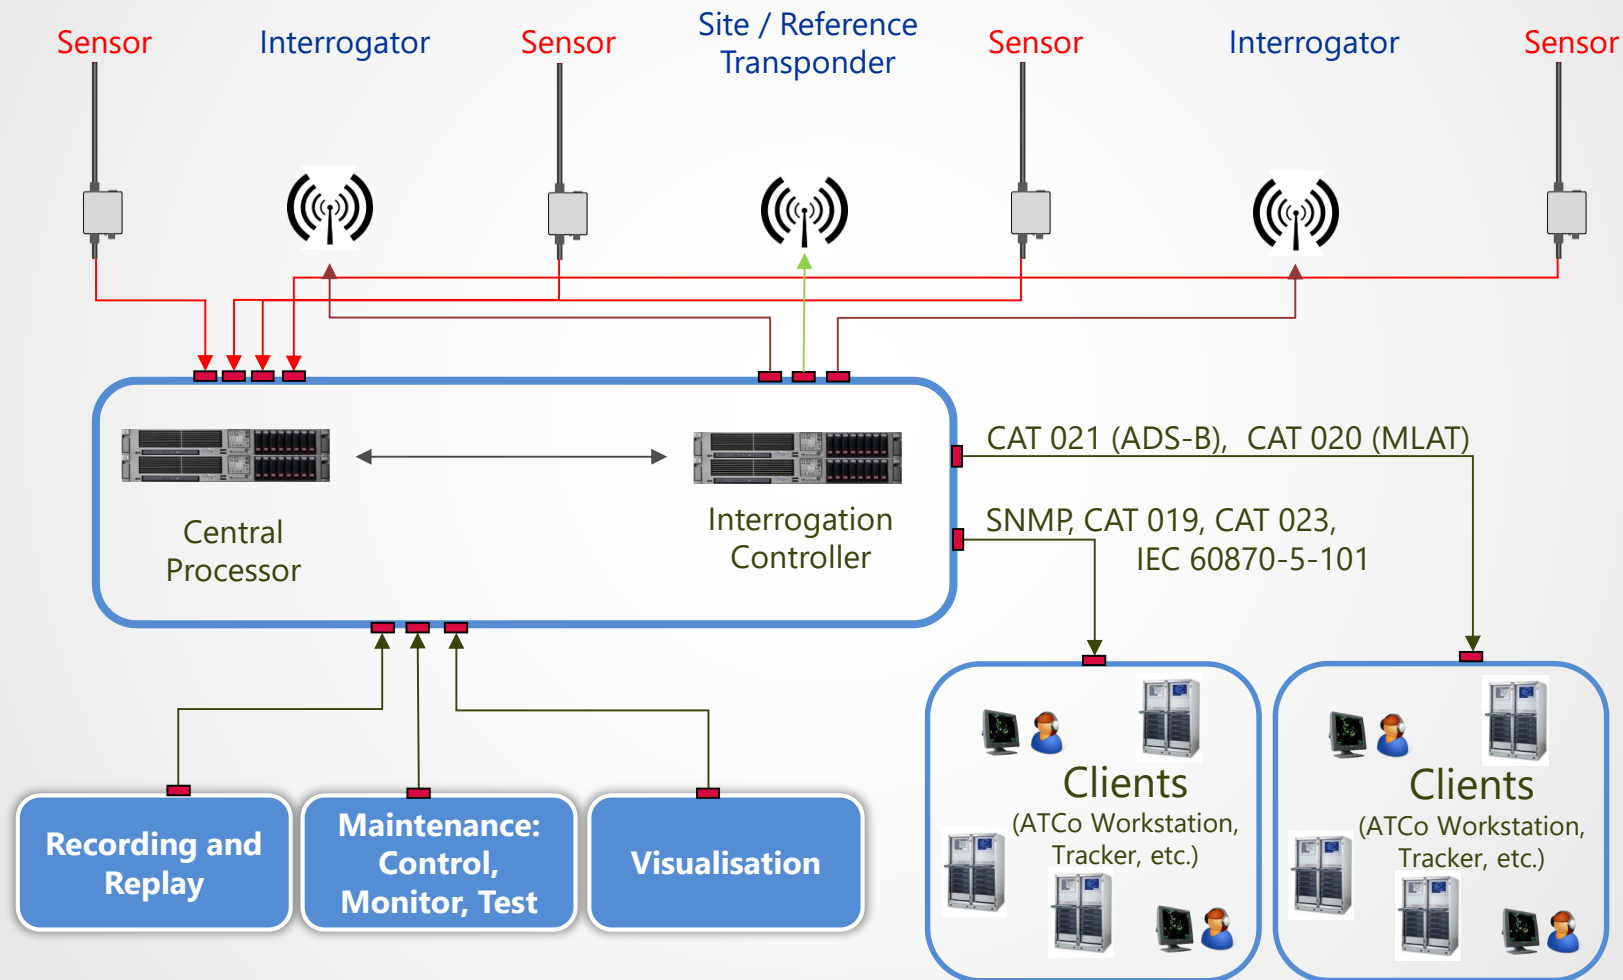 Sensor
Interrogator
Sensor
Site / Reference
Transponder
Sensor
Interrogator
Sensor
Central
Processor
Interrogation
Controller
CAT 021 (ADS-B), CAT 020 (MLAT)
SNMP, CAT 019, CAT 023,
IEC 60870-5-101
Recording and
Replay
Maintenance:
Control,
Monitor, Test
Visualisation
Clients
(ATCo Workstation,
Tracker, etc.)
Clients
(ATCo Workstation,
Tracker, etc.)